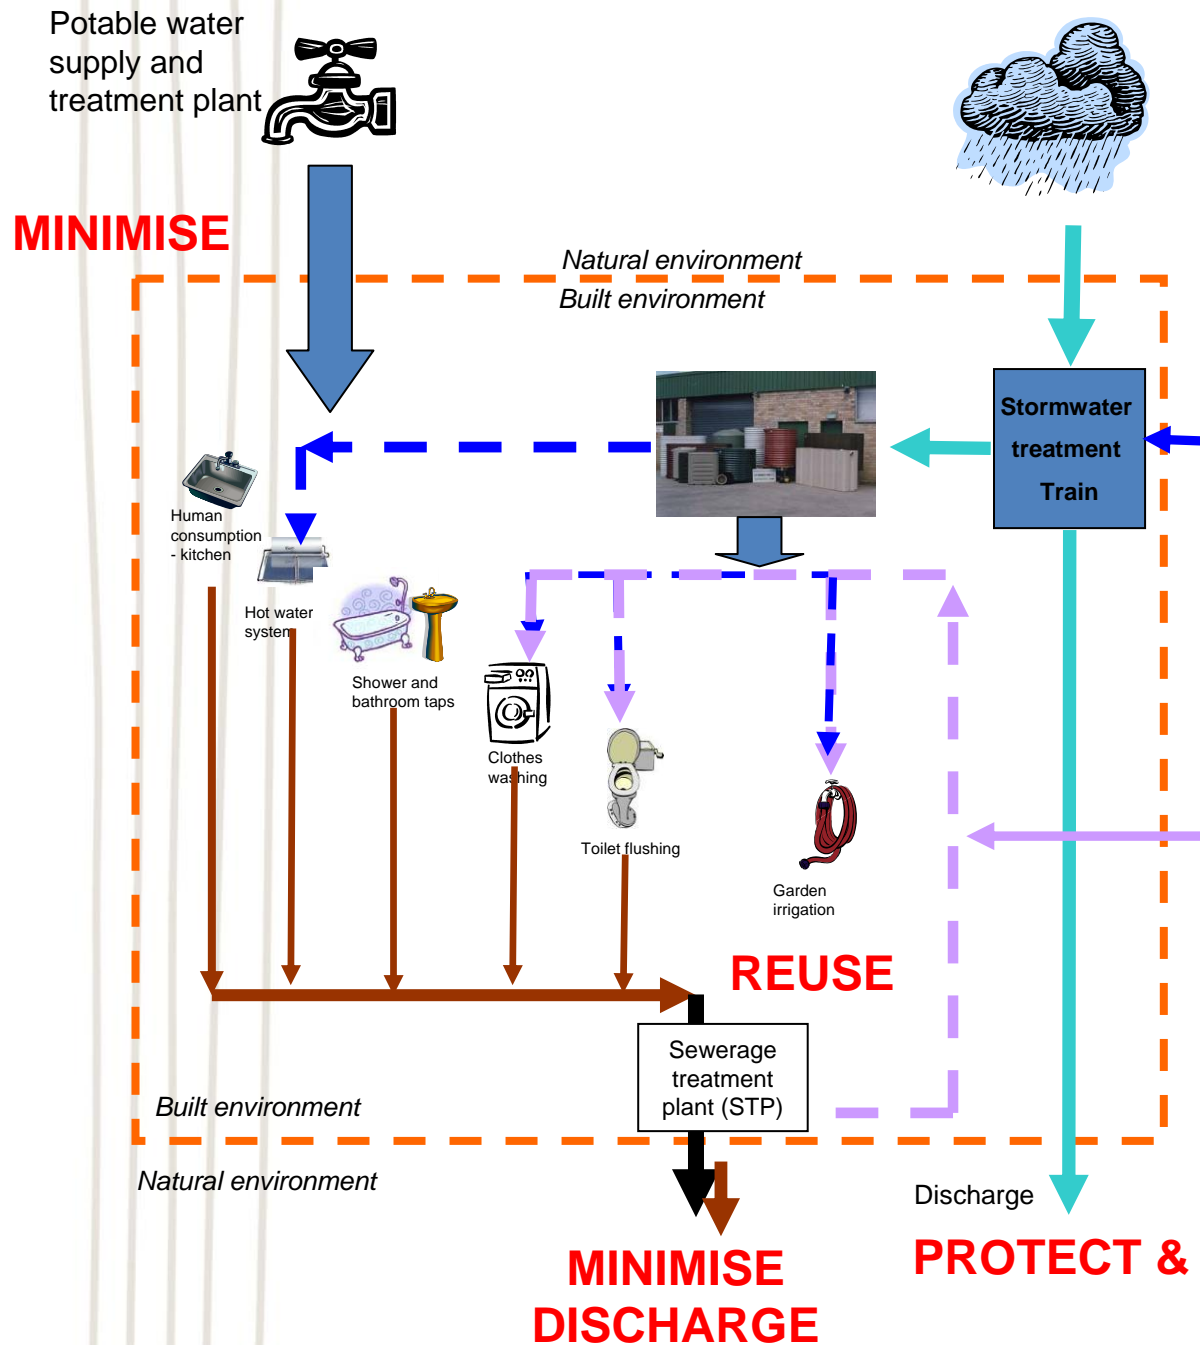 Potable water
supply and
treatment plant
MINIMISE
Natural environment
Built environment
Stormwater
treatment
Train
Human
consumption
- kitchen
Hot water
system
Shower and
bathroom taps
Clothes
washing
Toilet flushing
Garden
irrigation
REUSE
Sewerage
treatment
plant (STP)
Built environment
Natural environment
Discharge
PROTECT &
MINIMISE
DISCHARGE